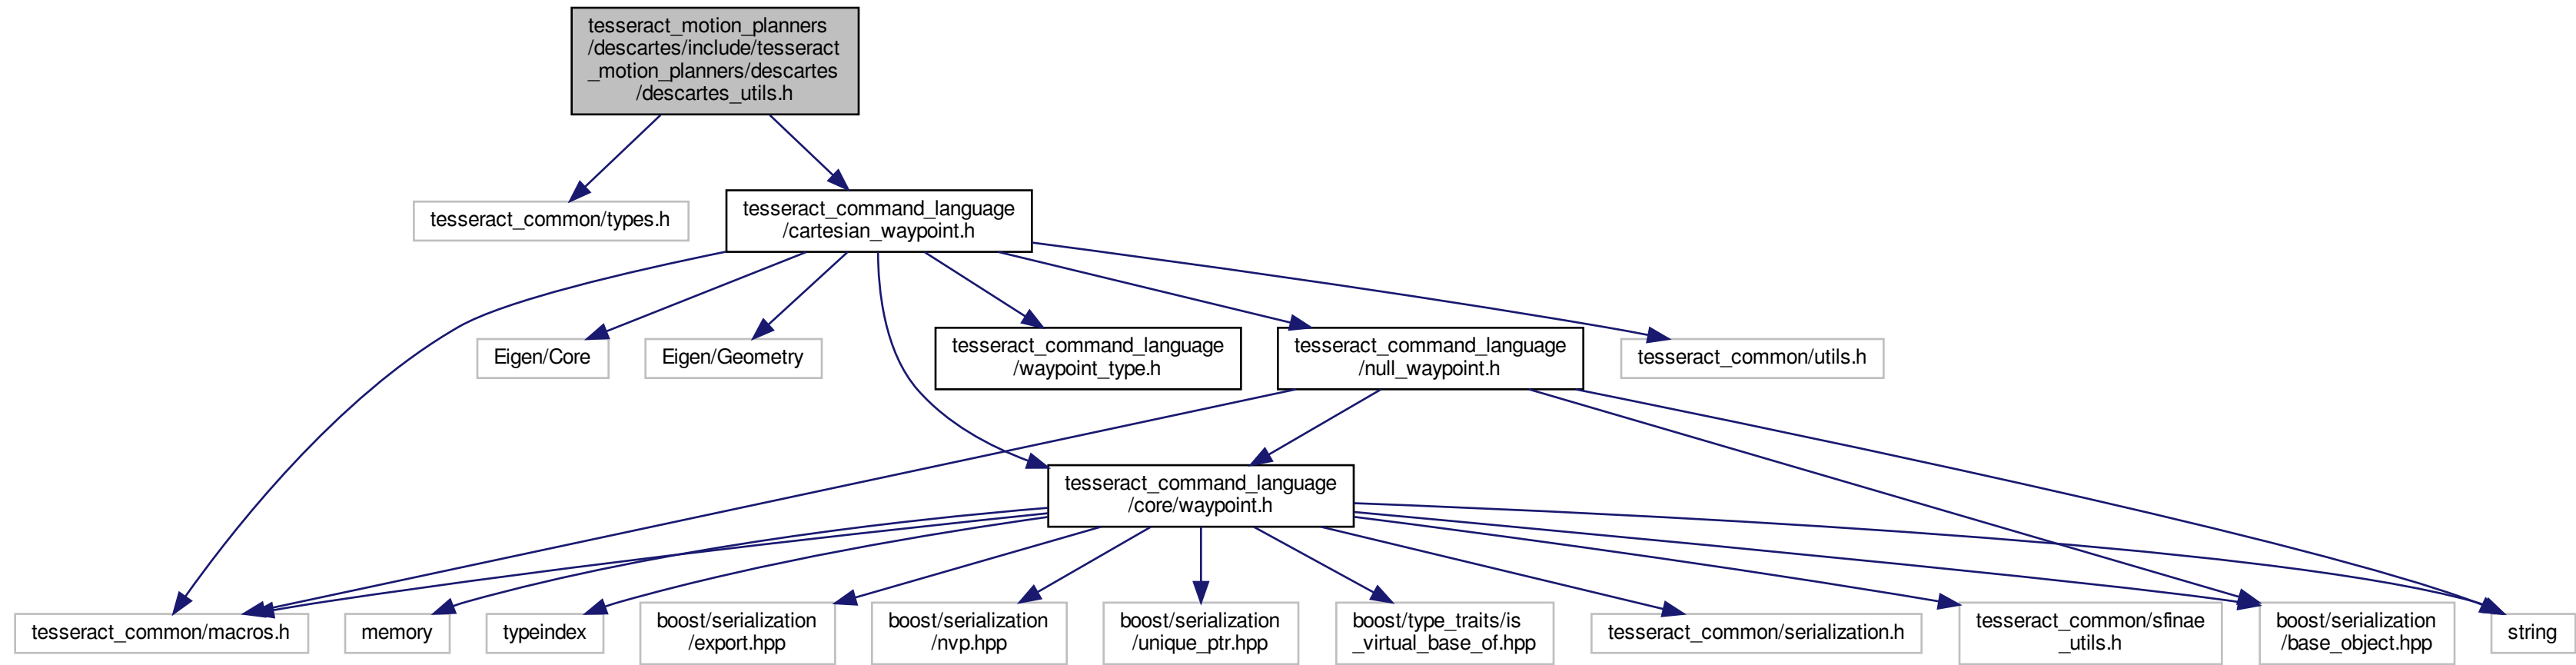 tesseract_motion_planners
/descartes/include/tesseract
_motion_planners/descartes
/descartes_utils.h
tesseract_common/types.h
tesseract_command_language
/cartesian_waypoint.h
Eigen/Core
Eigen/Geometry
tesseract_command_language
/waypoint_type.h
tesseract_command_language
/null_waypoint.h
tesseract_common/utils.h
tesseract_command_language
/core/waypoint.h
tesseract_common/macros.h
memory
typeindex
boost/serialization
/export.hpp
boost/serialization
/nvp.hpp
boost/serialization
/unique_ptr.hpp
boost/type_traits/is
_virtual_base_of.hpp
tesseract_common/serialization.h
tesseract_common/sfinae
_utils.h
boost/serialization
/base_object.hpp
string